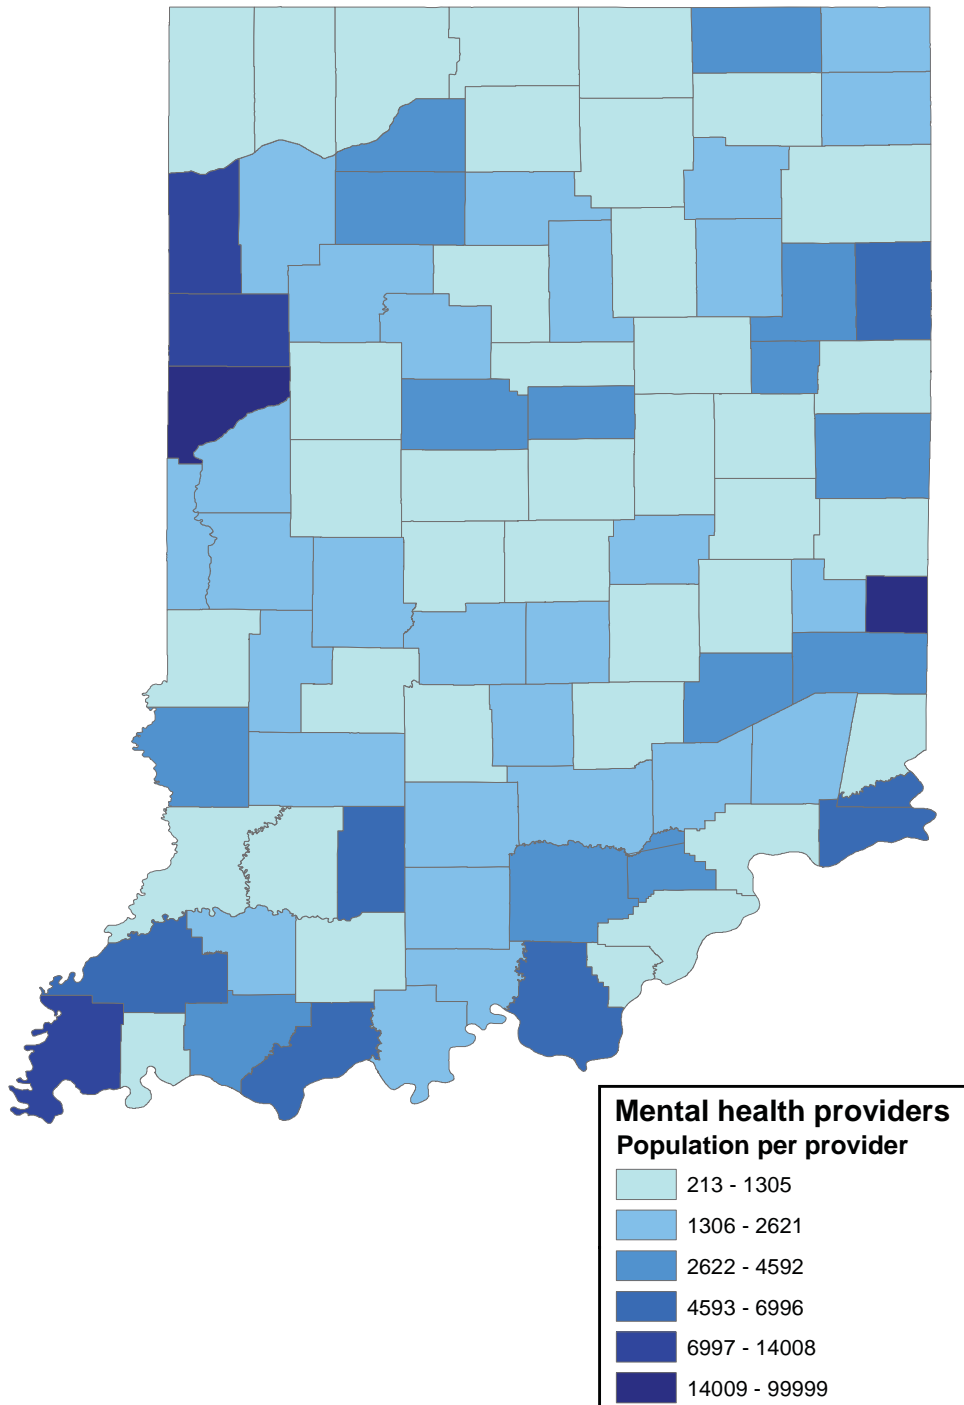 Mental health providers
Population per provider
213 - 1305
1306 - 2621
2622 - 4592
4593 - 6996
6997 - 14008
14009 - 99999